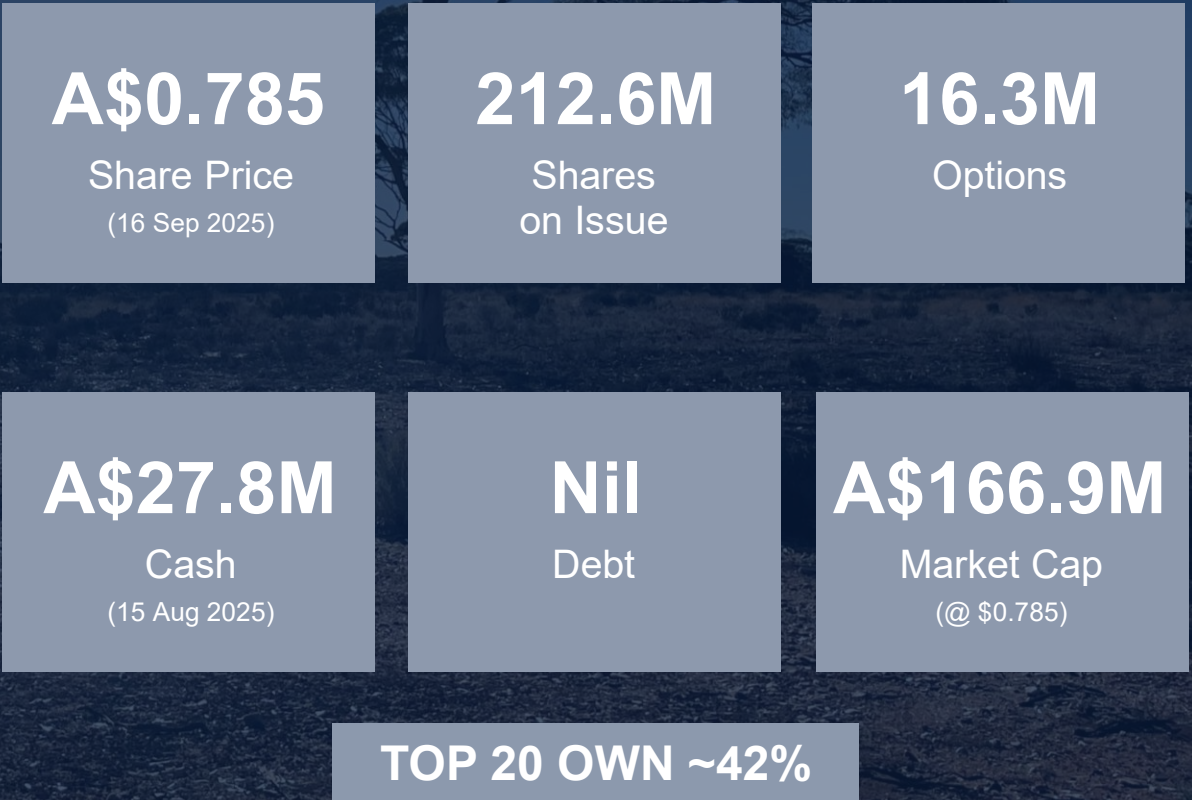 A$0.785
Share Price
(16 Sep 2025)
212.6M
Shares
on Issue
16.3M
Options
A$27.8M
Cash
(15 Aug 2025)
Nil
Debt
A$166.9M
Market Cap
(@ $0.785)
TOP 20 OWN ~42%